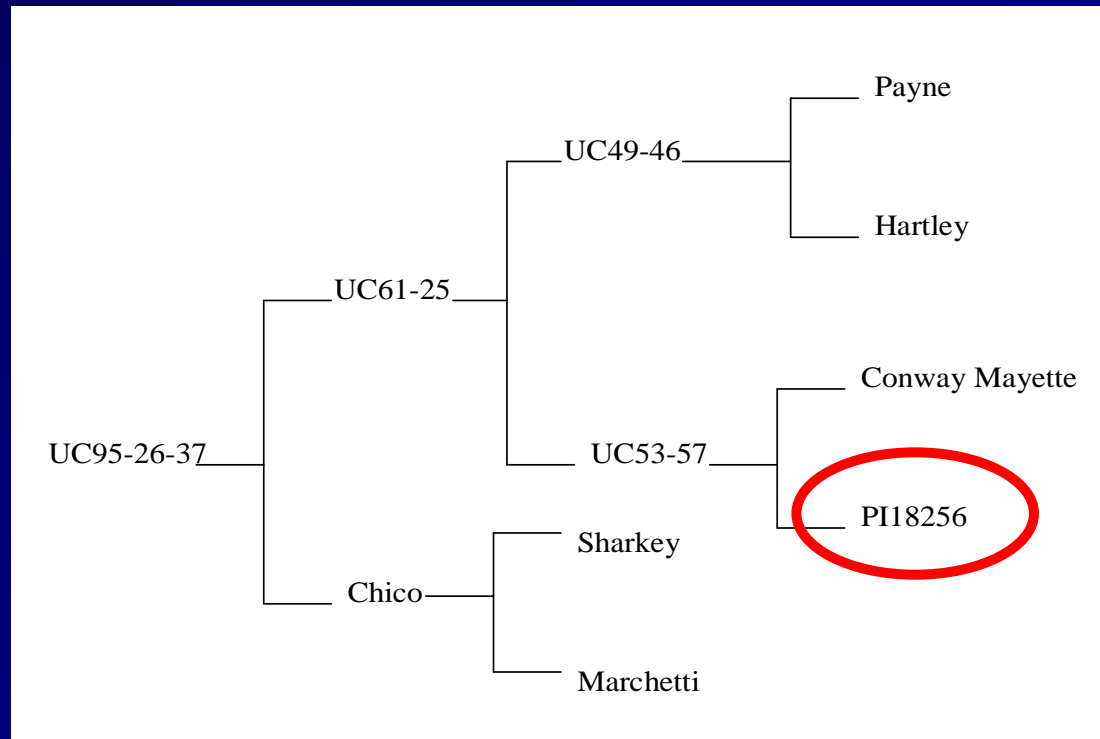 Payne
UC49-46
Hartley
UC61-25
Conway Mayette
UC95-26-37
UC53-57
PI18256
Sharkey
Chico
Marchetti